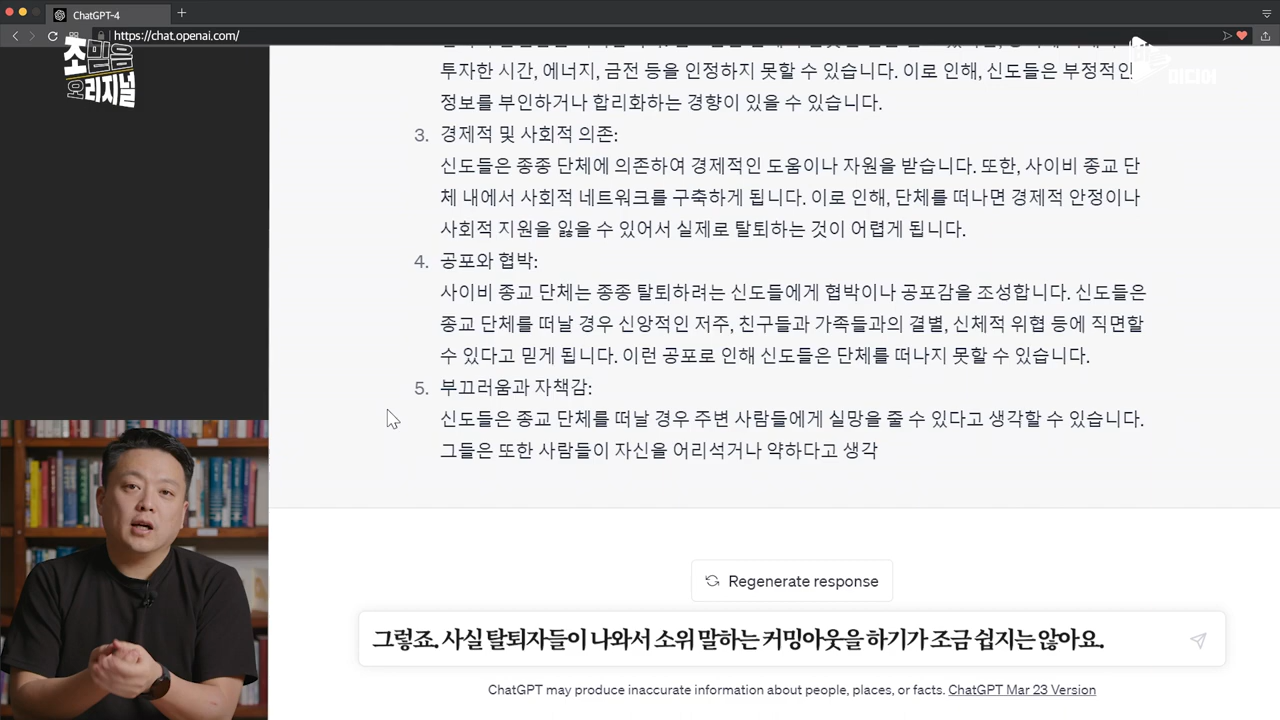 ChatGPT-4
https://chat.openai.com/
조믿음
오리지널
미디어
투자한 시간, 에너지, 금전 등을 인정하지 못할 수 있습니다. 이로 인해, 신도들은 부정적인
정보를 부인하거나 합리화하는 경향이 있을 수 있습니다.
3. 경제적 및 사회적 의존:
신도들은 종종 단체에 의존하여 경제적인 도움이나 자원을 받습니다. 또한, 사이비 종교 단
체 내에서 사회적 네트워크를 구축하게 됩니다. 이로 인해, 단체를 떠나면 경제적 안정이나
사회적 지원을 잃을 수 있어서 실제로 탈퇴하는 것이 어렵게 됩니다.
4. 공포와 협박:
사이비 종교 단체는 종종 탈퇴하려는 신도들에게 협박이나 공포감을 조성합니다. 신도들은
종교 단체를 떠날 경우 신앙적인 저주, 친구들과 가족들과의 결별, 신체적 위협 등에 직면할
수 있다고 믿게 됩니다. 이런 공포로 인해 신도들은 단체를 떠나지 못할 수 있습니다.
5. 부끄러움과 자책감:
신도들은 종교 단체를 떠날 경우 주변 사람들에게 실망을 줄 수 있다고 생각할 수 있습니다.
그들은 또한 사람들이 자신을 어리석거나 약하다고 생각
Regenerate response
그렇죠. 사실 탈퇴자들이 나와서 소위 말하는 커밍아웃을 하기가 조금 쉽지는 않아요.
ChatGPT may produce inaccurate information about people, places, or facts. ChatGPT Mar 23 Version